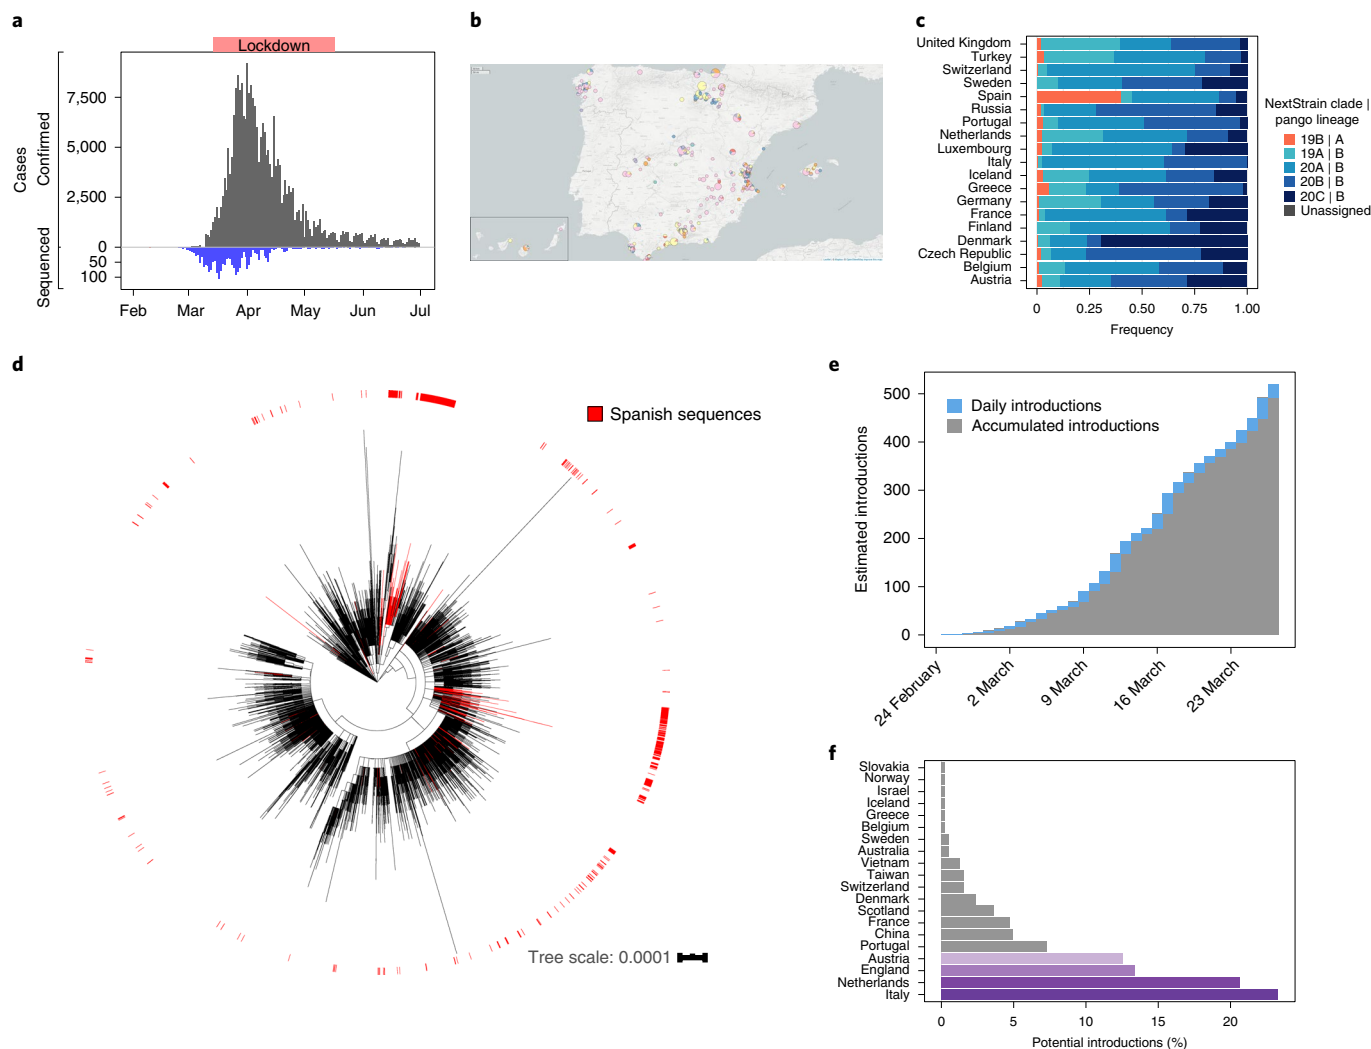 a
Lockdown
Cases
Confirmed
Sequenced
7,500
5,000
2,500
0
50
100
Feb
Mar
Apr
May
Jun
Jul
b
c
United Kingdom
Turkey
Switzerland
Sweden
Spain
Russia
Portugal
Netherlands
Luxembourg
Italy
Iceland
Greece
Germany
France
Finland
Denmark
Czech Republic
Belgium
Austria
0
0.25
0.50
0.75
1.00
Frequency
NextStrain clade |
pango lineage
19B | A
19A | B
20A | B
20B | B
20C | B
Unassigned
d
Spanish sequences
Tree scale: 0.0001
e
Daily introductions
Accumulated introductions
Estimated introductions
500
400
300
200
100
0
24 February
2 March
9 March
16 March
23 March
f
Slovakia
Norway
Israel
Iceland
Greece
Belgium
Sweden
Australia
Vietnam
Taiwan
Switzerland
Denmark
Scotland
France
China
Portugal
Austria
England
Netherlands
Italy
0
5
10
15
20
Potential introductions (%)